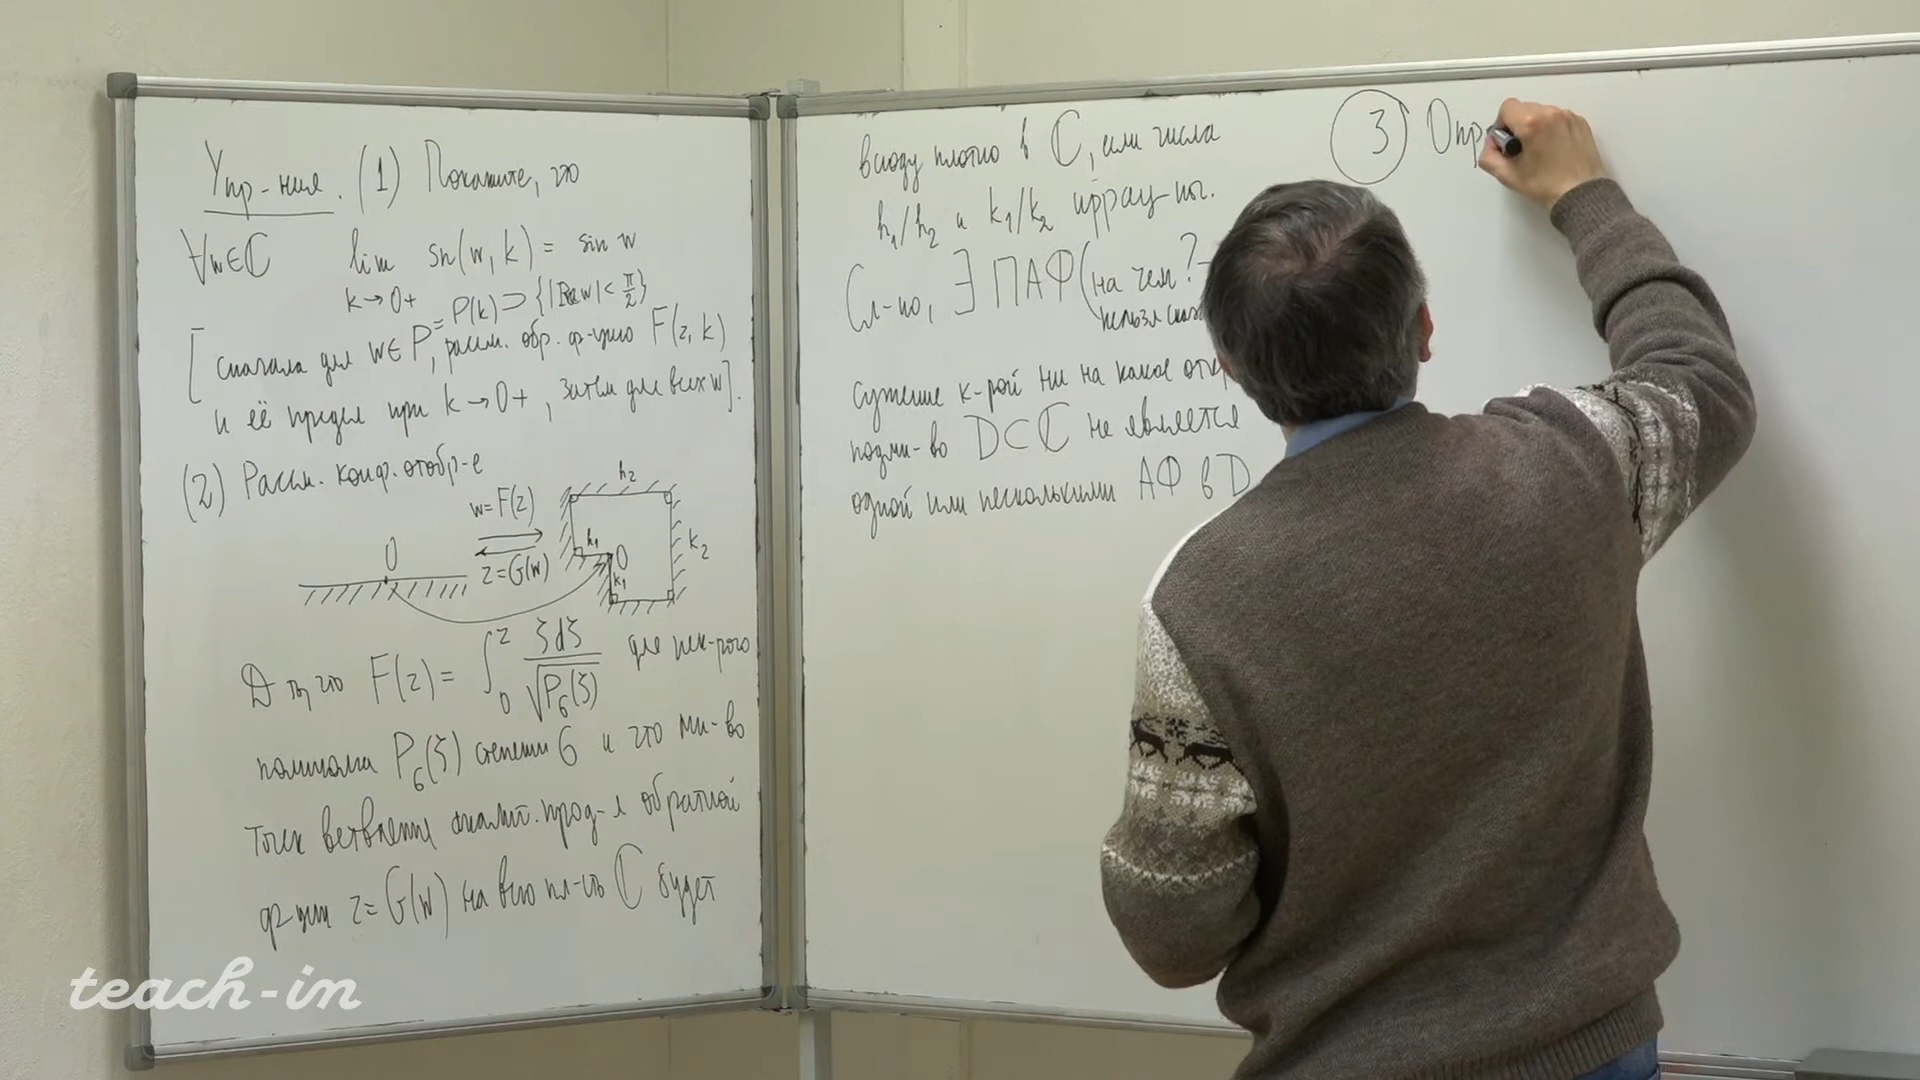 Упр-ния. (1) Покажите, что
∀w∈ℂ lim sn(w, k) = sin w
k→0+
= P(k) ⊃ {|Re w| < π/2}
[сначала для w∈P, рассм. обр. ф-цию F(z, k)
и её предел при k→0+, затем для всех w].
(2) Рассм. конф. отобр-е
h₂
w=F(z)
z=G(w)
0
h₁
0
k₁
k₂
Д-ть, что F(z) = ∫₀ᶻ ζdζ/√P₆(ζ) для нек-рого
полинома P₆(ζ) степени 6 и что мн-во
точек ветвления аналит. прод-я обратной
ф-ции z=G(w) на всю пл-ть ℂ будет
всюду плотно в ℂ, если числа
h₁/h₂ и k₁/k₂ иррац-ны.
Сл-но, ∃ ПАФ (на чем? –
сужение к-рой ни на какое откр
подмн-во D⊂ℂ не является
одной или несколькими АФ в D
③ Опр
teach-in